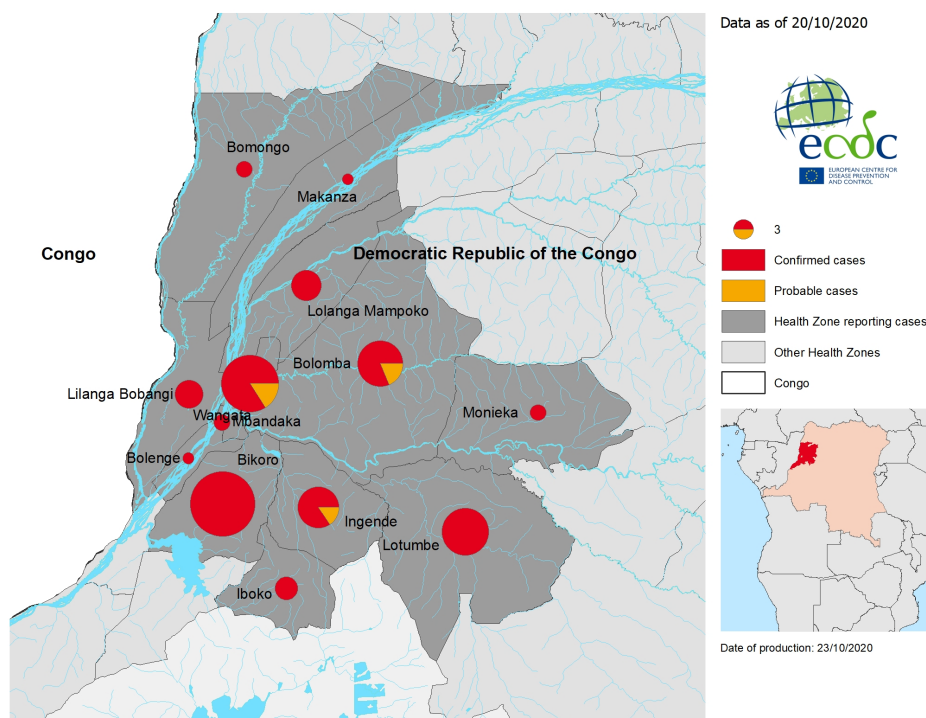 Data as of 20/10/2020
ecdc
EUROPEAN CENTRE FOR
DISEASE PREVENTION
AND CONTROL
Bomongo
Makanza
Congo
Democratic Republic of the Congo
Lolanga Mampoko
Bolomba
Lilanga Bobangi
Wangata
Mbandaka
Monieka
Bolenge
Bikoro
Ingende
Lotumbe
Iboko
3
Confirmed cases
Probable cases
Health Zone reporting cases
Other Health Zones
Congo
Date of production: 23/10/2020